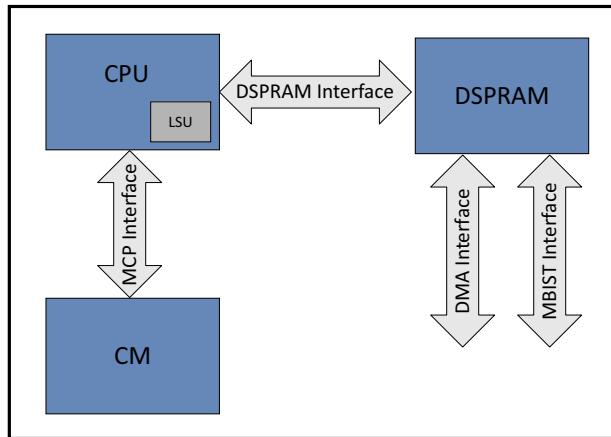 CPU
LSU
DSPRAM Interface
DSPRAM
MCP Interface
DMA Interface
MBIST Interface
CM